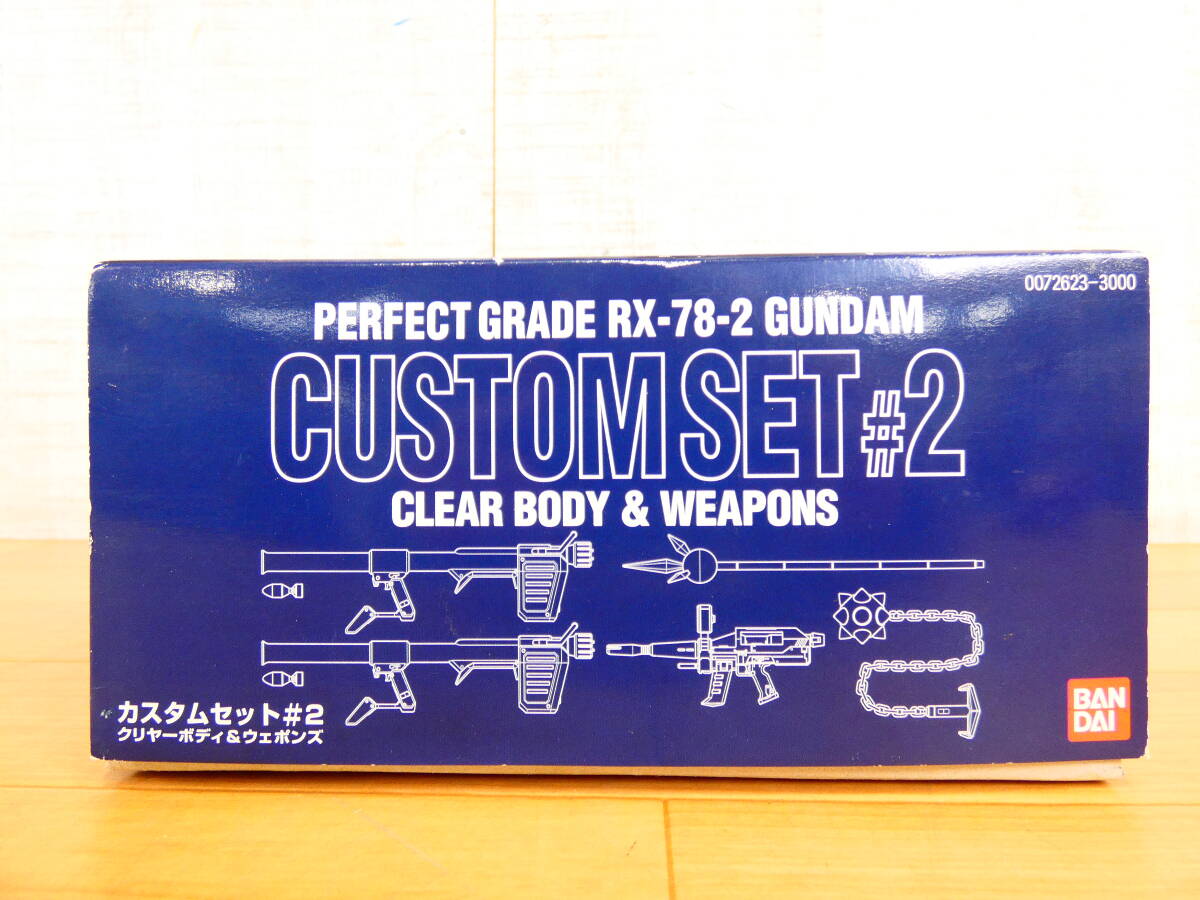 0072623-3000
PERFECT GRADE RX-78-2 GUNDAM
CUSTOM SET #2
CLEAR BODY & WEAPONS
カスタムセット#2
クリヤーボディ&ウェポンズ
BAN
DAI